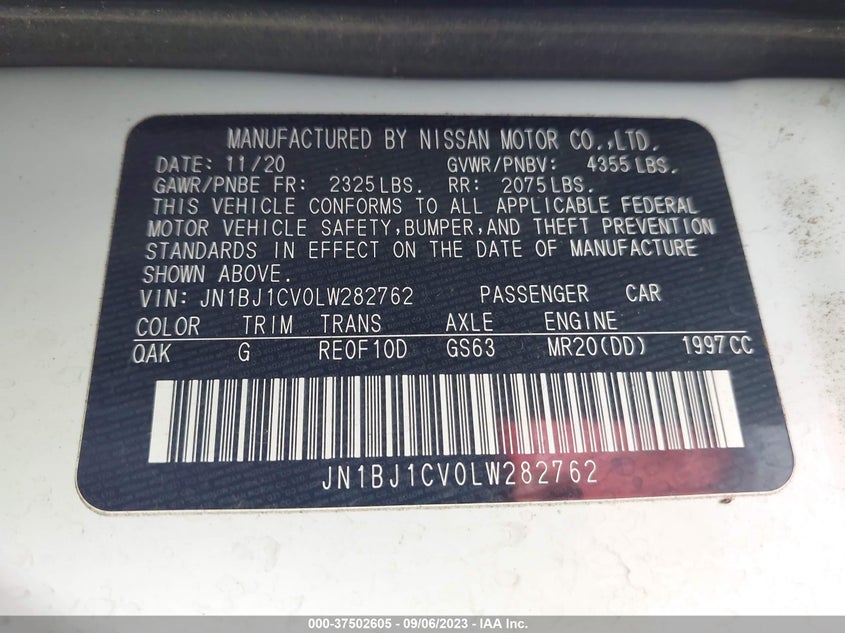 MANUFACTURED BY NISSAN MOTOR CO.,LTD.
DATE: 11/20 GVWR/PNBV: 4355 LBS.
GAWR/PNBE FR: 2325 LBS. RR: 2075 LBS.
THIS VEHICLE CONFORMS TO ALL APPLICABLE FEDERAL
MOTOR VEHICLE SAFETY, BUMPER, AND THEFT PREVENTION
STANDARDS IN EFFECT ON THE DATE OF MANUFACTURE
SHOWN ABOVE.
VIN: JN1BJ1CV0LW282762 PASSENGER CAR
COLOR TRIM TRANS AXLE ENGINE
QAK G RE0F10D GS63 MR20(DD) 1997CC
JN1BJ1CV0LW282762
000-37502605 - 09/06/2023 - IAA Inc.